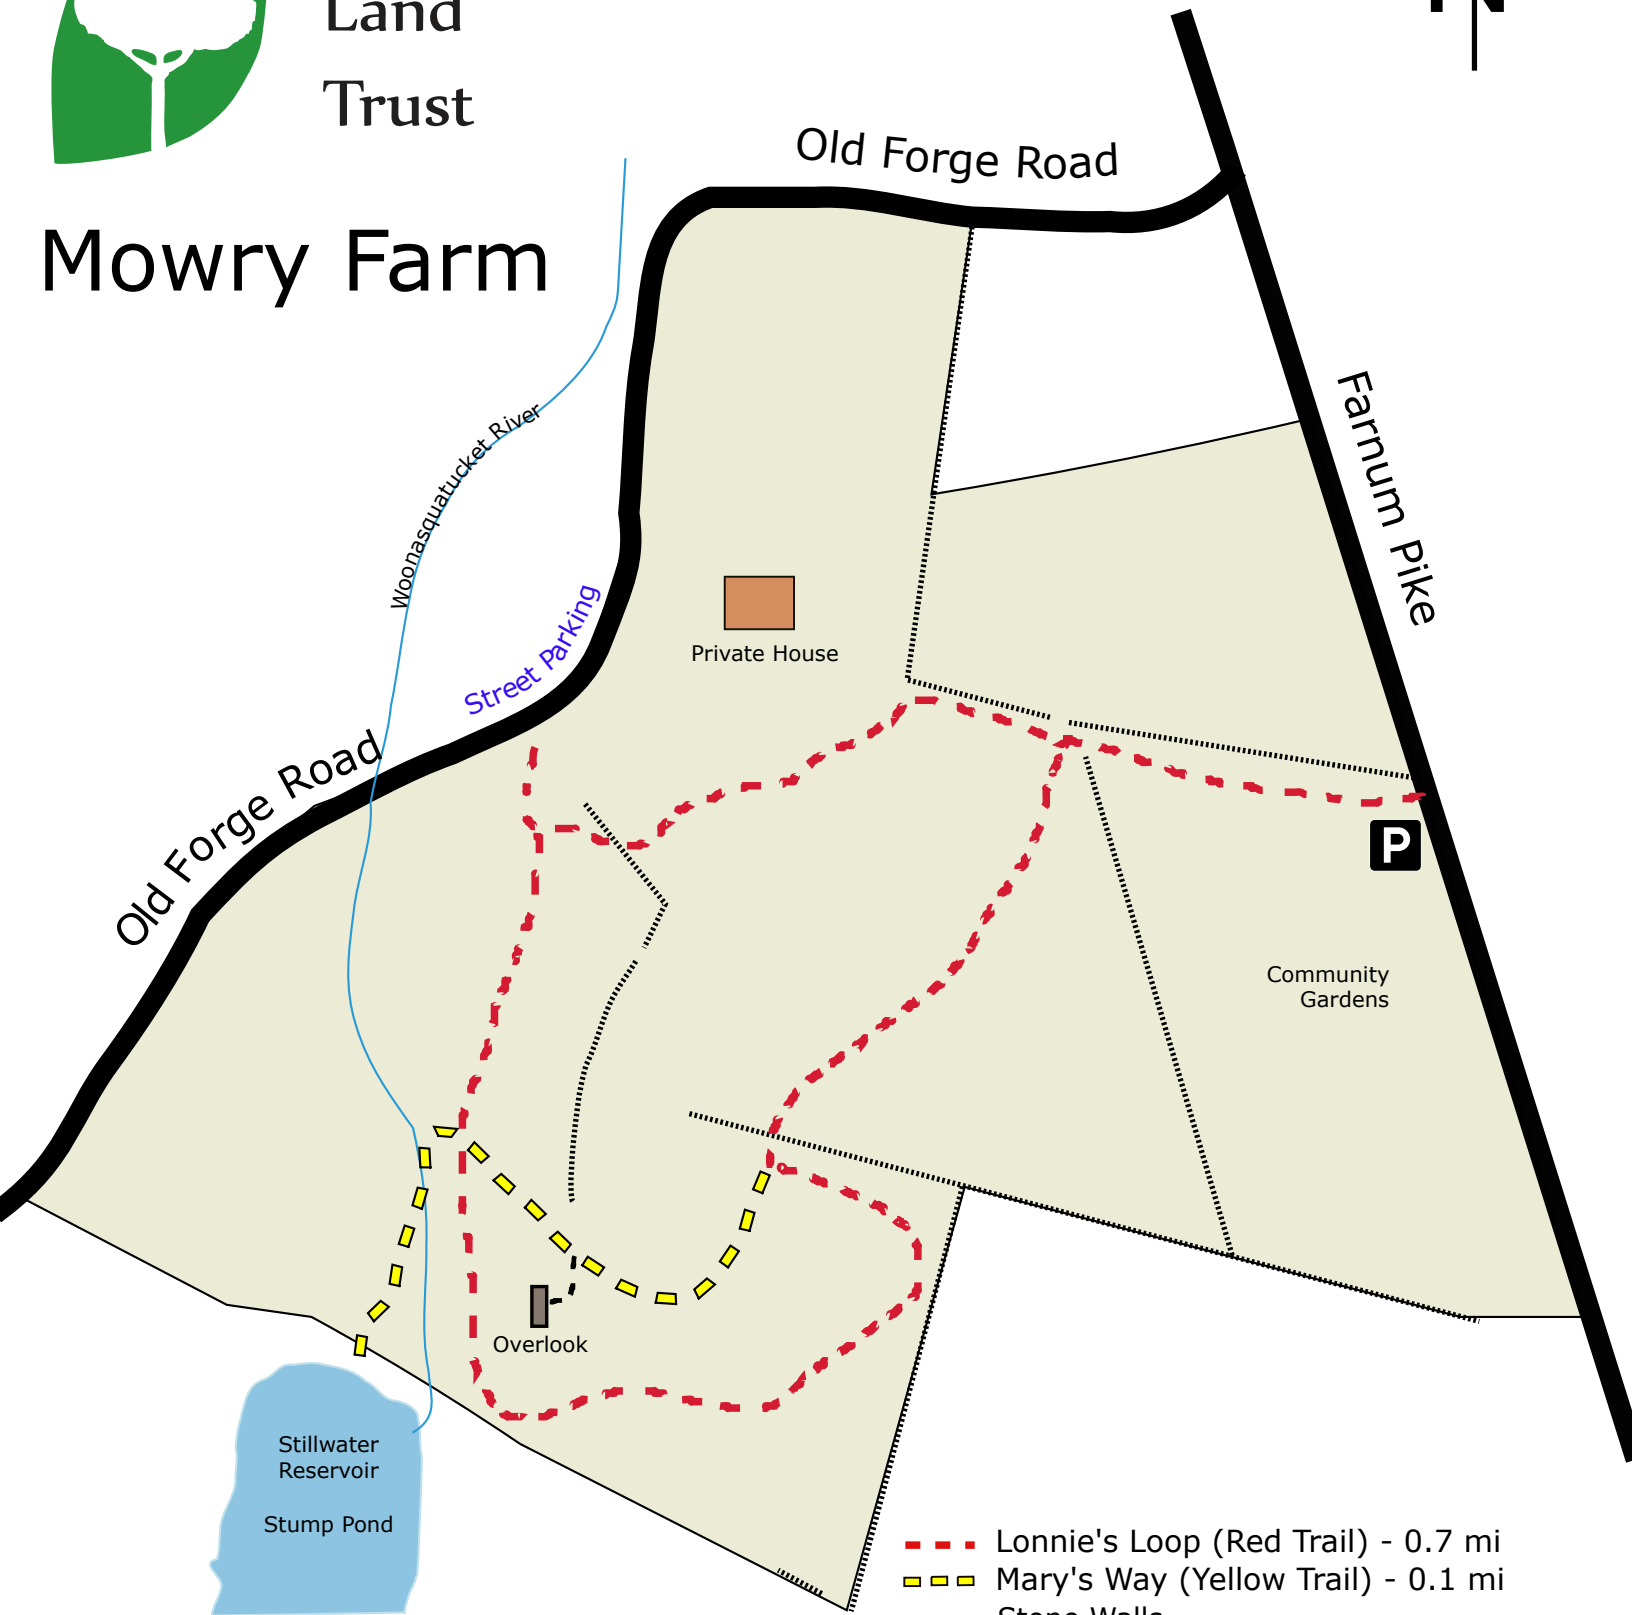 Land
Trust
N
Mowry Farm
Old Forge Road
Farnum Pike
Woonasquatucket River
Street Parking
Private House
Old Forge Road
P
Community
Gardens
Overlook
Stillwater
Reservoir
Stump Pond
Lonnie's Loop (Red Trail) - 0.7 mi
Mary's Way (Yellow Trail) - 0.1 mi
Stone Walls